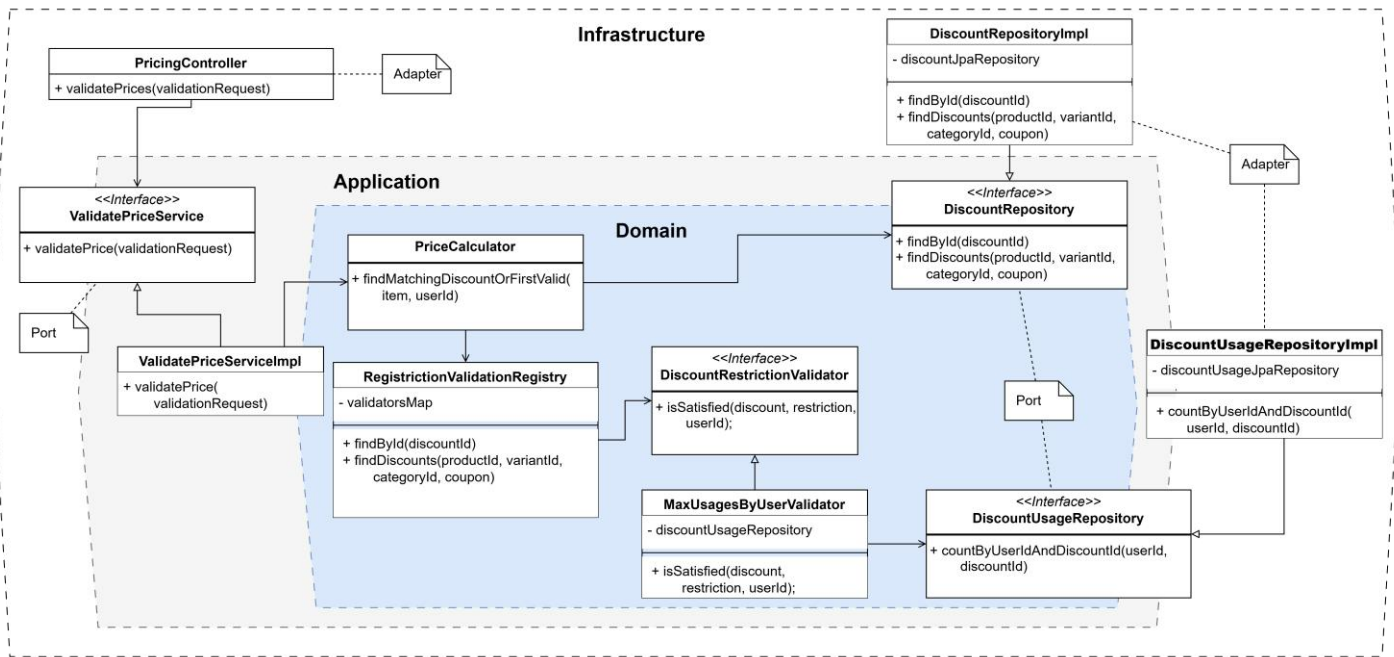 Infrastructure
PricingController
+ validatePrices(validationRequest)
Adapter
DiscountRepositoryImpl
- discountJpaRepository
+ findById(discountId)
+ findDiscounts(productId, variantId,
categoryId, coupon)
Adapter
Application
<<Interface>>
ValidatePriceService
+ validatePrice(validationRequest)
Port
ValidatePriceServiceImpl
+ validatePrice(
validationRequest)
Domain
PriceCalculator
+ findMatchingDiscountOrFirstValid(
item, userId)
<<Interface>>
DiscountRepository
+ findById(discountId)
+ findDiscounts(productId, variantId,
categoryId, coupon)
RegistrictionValidationRegistry
- validatorsMap
+ findById(discountId)
+ findDiscounts(productId, variantId,
categoryId, coupon)
<<Interface>>
DiscountRestrictionValidator
+ isSatisfied(discount, restriction,
userId);
Port
DiscountUsageRepositoryImpl
- discountUsageJpaRepository
+ countByUserIdAndDiscountId(
userId, discountId)
MaxUsagesByUserValidator
- discountUsageRepository
+ isSatisfied(discount,
restriction, userId);
<<Interface>>
DiscountUsageRepository
+ countByUserIdAndDiscountId(userId,
discountId)